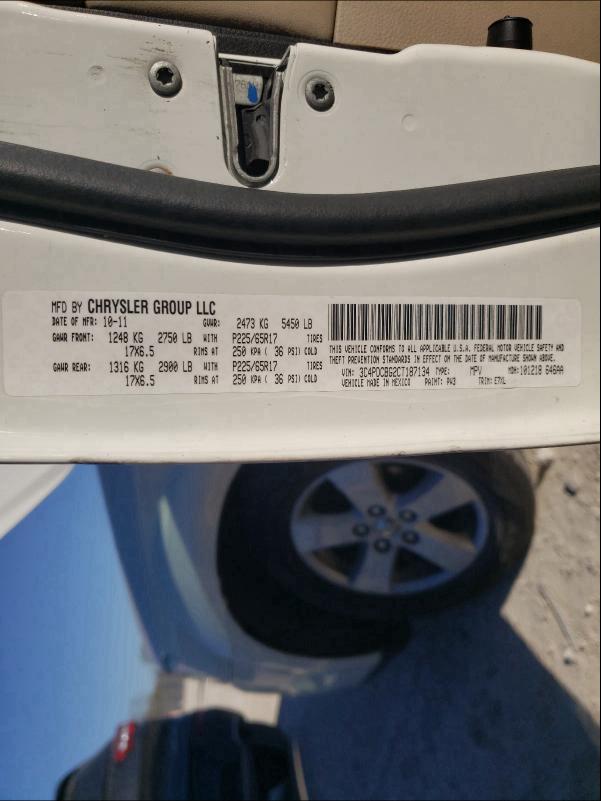 MFD BY CHRYSLER GROUP LLC
DATE OF MFR: 10-11 GVWR: 2473 KG 5450 LB
GAWR FRONT: 1248 KG 2750 LB WITH P225/65R17 TIRES
17X6.5 RIMS AT 250 KPA ( 36 PSI) COLD
GAWR REAR: 1316 KG 2900 LB WITH P225/65R17 TIRES
17X6.5 RIMS AT 250 KPA ( 36 PSI) COLD
THIS VEHICLE CONFORMS TO ALL APPLICABLE U.S.A. FEDERAL MOTOR VEHICLE SAFETY AND
THEFT PREVENTION STANDARDS IN EFFECT ON THE DATE OF MANUFACTURE SHOWN ABOVE.
VIN: 3C4PDCBG2CT187134 TYPE: MPV MDH: 101218 646AA
VEHICLE MADE IN MEXICO PAINT: PW3 TRIM: E7XL